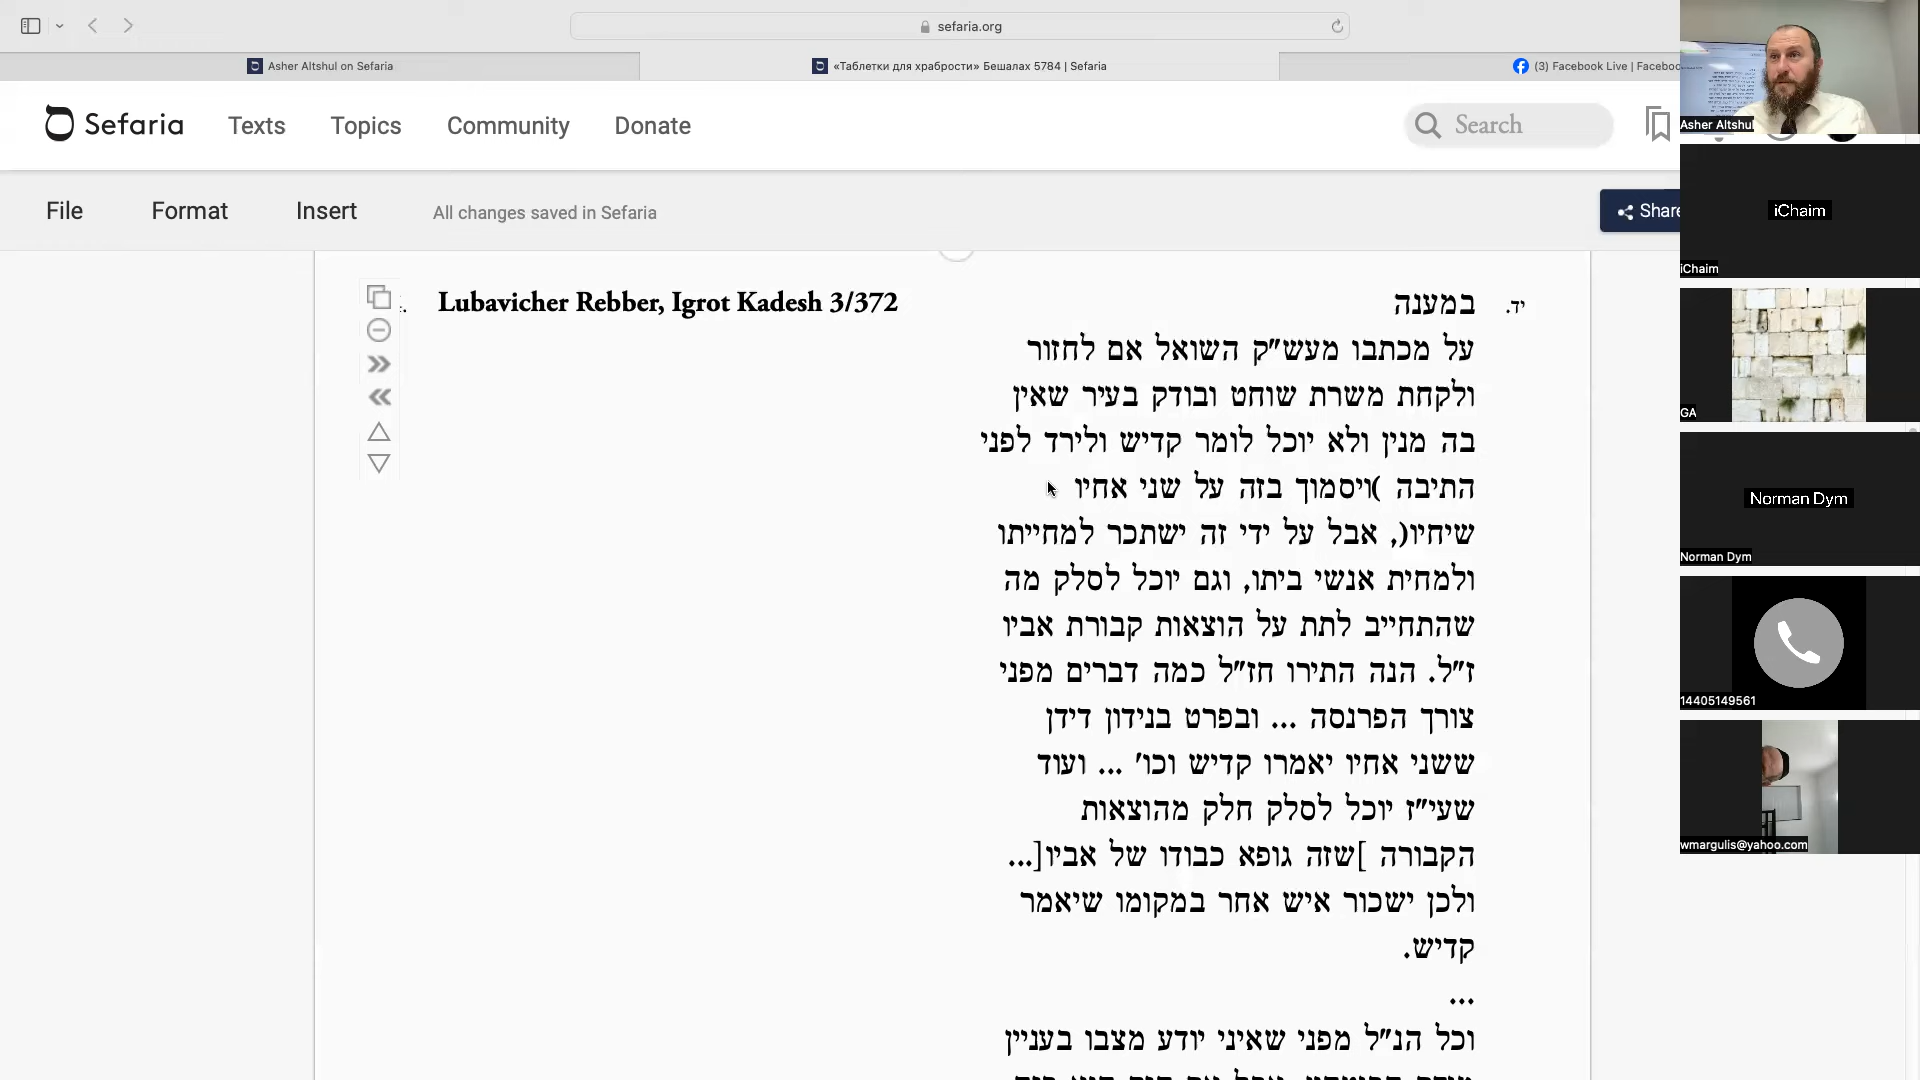 sefaria.org
Asher Altshul on Sefaria
«Таблетки для храбрости» Бешалах 5784 | Sefaria
(3) Facebook Live | Faceboo
Sefaria
Texts
Topics
Community
Donate
Search
File
Format
Insert
All changes saved in Sefaria
Share
Lubavicher Rebber, Igrot Kadesh 3/372
יד.
במענה
על מכתבו מעש"ק השואל אם לחזור
ולקחת משרת שוחט ובודק בעיר שאין
בה מנין ולא יוכל לומר קדיש ולירד לפני
התיבה )ויסמוך בזה על שני אחיו
שיחיו(, אבל על ידי זה ישתכר למחייתו
ולמחית אנשי ביתו, וגם יוכל לסלק מה
שהתחייב לתת על הוצאות קבורת אביו
ז"ל. הנה התירו חז"ל כמה דברים מפני
צורך הפרנסה ... ובפרט בנידון דידן
ששני אחיו יאמרו קדיש וכו' ... ועוד
שעי"ז יוכל לסלק חלק מהוצאות
הקבורה ]שזה גופא כבודו של אביו[...
ולכן ישכור איש אחר במקומו שיאמר
קדיש.
...
וכל הנ"ל מפני שאיני יודע מצבו בעניין
Asher Altshul
iChaim
iChaim
GA
Norman Dym
Norman Dym
14405149561
wmargulis@yahoo.com